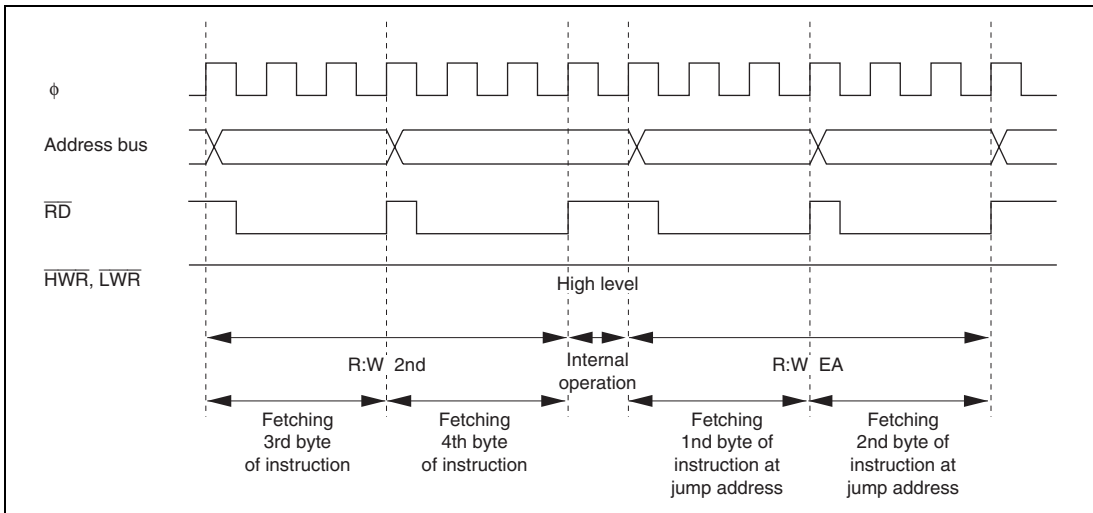 φ
Address bus
RD
HWR, LWR
High level
R:W 2nd
Internal
operation
R:W EA
Fetching
3rd byte
of instruction
Fetching
4th byte
of instruction
Fetching
1nd byte of
instruction at
jump address
Fetching
2nd byte of
instruction at
jump address